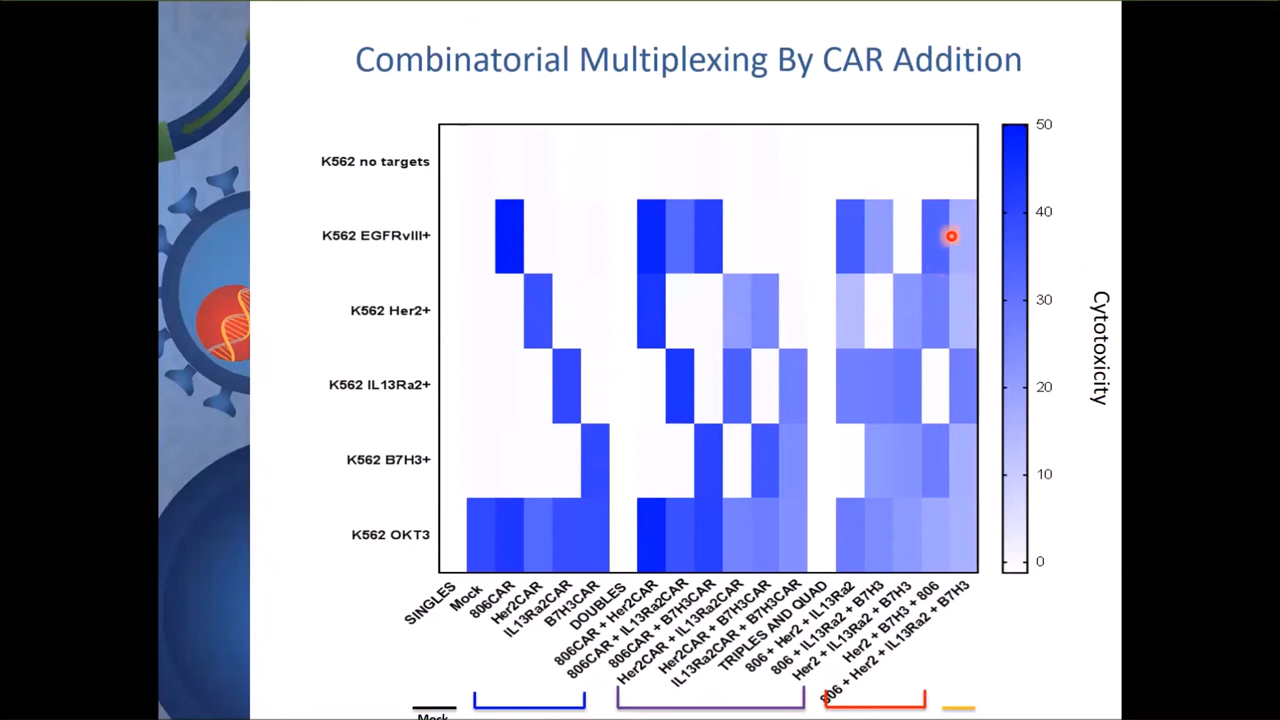 Combinatorial Multiplexing By CAR Addition
K562 no targets
K562 EGFRvIII+
K562 Her2+
K562 IL13Ra2+
K562 B7H3+
K562 OKT3
50
40
30
20
10
0
Cytotoxicity
SINGLES
Mock
806CAR
Her2CAR
IL13Ra2CAR
B7H3CAR
DOUBLES
806CAR + Her2CAR
806CAR + IL13Ra2CAR
806CAR + B7H3CAR
Her2CAR + IL13Ra2CAR
Her2CAR + B7H3CAR
IL13Ra2CAR + B7H3CAR
TRIPLES AND QUAD
806 + Her2 + IL13Ra2
806 + IL13Ra2 + B7H3
Her2 + IL13Ra2 + B7H3
Her2 + B7H3 + 806
806 + Her2 + IL13Ra2 + B7H3
Mock